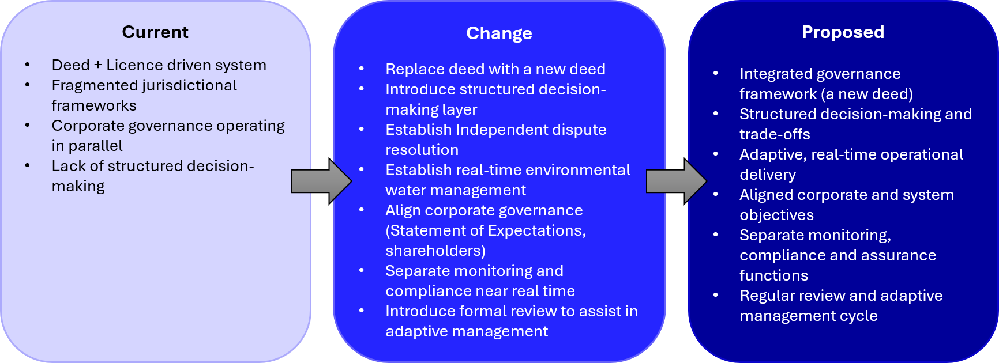 Current
• Deed + Licence driven system
• Fragmented jurisdictional
frameworks
• Corporate governance operating
in parallel
• Lack of structured decision-
making
Change
• Replace deed with a new deed
• Introduce structured decision-
making layer
• Establish Independent dispute
resolution
• Establish real-time environmental
water management
• Align corporate governance
(Statement of Expectations,
shareholders)
• Separate monitoring and
compliance near real time
• Introduce formal review to assist in
adaptive management
Proposed
• Integrated governance
framework (a new deed)
• Structured decision-making and
trade-offs
• Adaptive, real-time operational
delivery
• Aligned corporate and system
objectives
• Separate monitoring,
compliance and assurance
functions
• Regular review and adaptive
management cycle